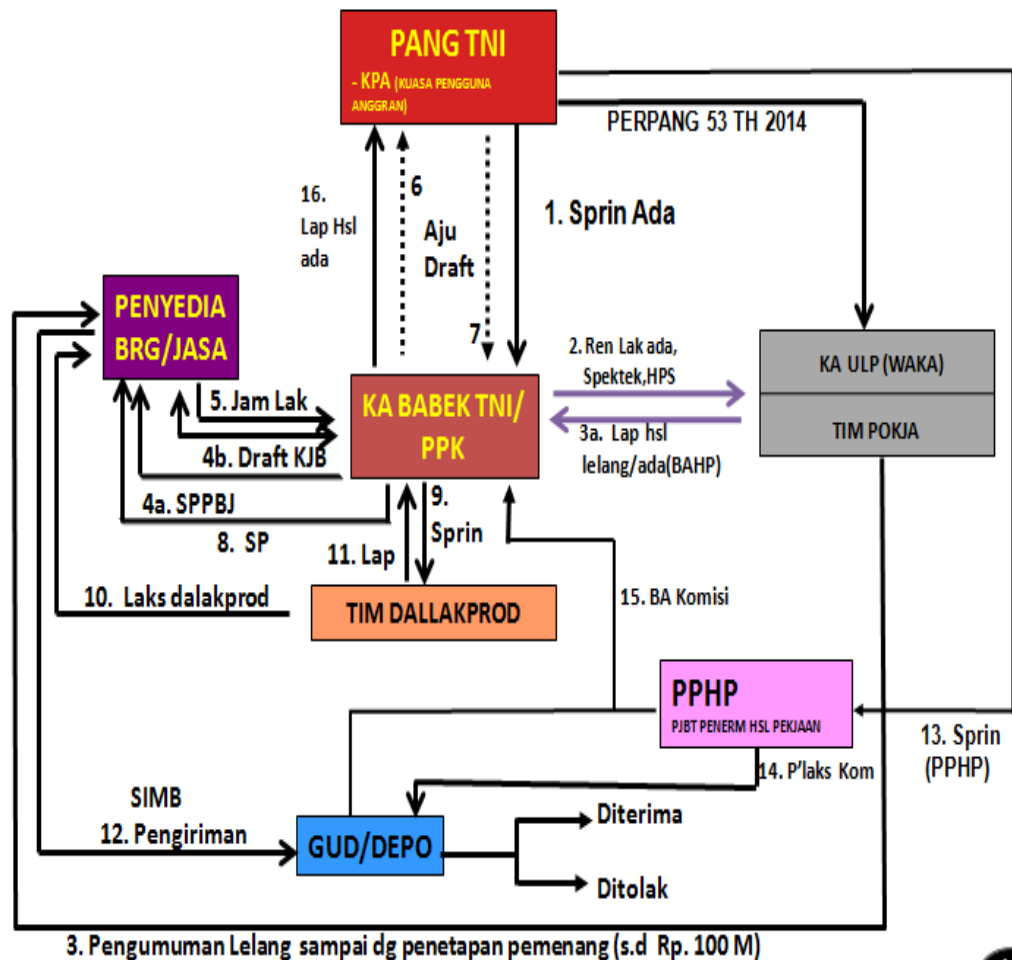 PANG TNI
- KPA (KUASA PENGGUNA
ANGGRAN)
PERPANG 53 TH 2014
16.
Lap Hsl
ada
6
Aju
Draft
7
1. Sprin Ada
PENYEDIA
BRG/JASA
5. Jam Lak
4b. Draft KJB
4a. SPPBJ
8. SP
KA BABEK TNI/
PPK
2. Ren Lak ada,
Spektek,HPS
3a. Lap hsl
lelang/ada(BAHP)
KA ULP (WAKA)
TIM POKJA
9.
Sprin
11. Lap
10. Laks dalakprod
TIM DALLAKPROD
15. BA Komisi
PPHP
PJBT PENERM HSL PEKJAAN
13. Sprin
(PPHP)
14. P'laks Kom
SIMB
12. Pengiriman
GUD/DEPO
Diterima
Ditolak
3. Pengumuman Lelang sampai dg penetapan pemenang (s.d Rp. 100 M)